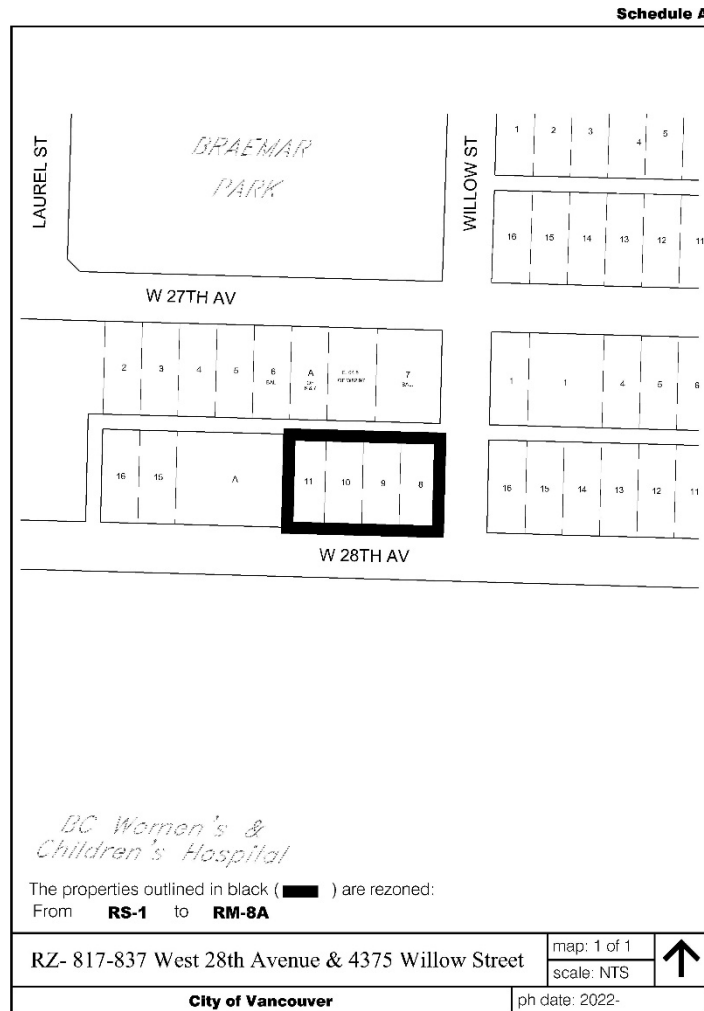 Schedule A
LAUREL ST
BRAEMAR
PARK
WILLOW ST
1 2 3 4 5
16 15 14 13 12 11
W 27TH AV
2 3 4 5 6 A 7
BAL
1 1 4 5 6
16 15 A 11 10 9 8
16 15 14 13 12 11
W 28TH AV
BC Women's &
Children's Hospital
The properties outlined in black ( ) are rezoned:
From RS-1 to RM-8A
RZ- 817-837 West 28th Avenue & 4375 Willow Street
map: 1 of 1
scale: NTS
City of Vancouver
ph date: 2022-